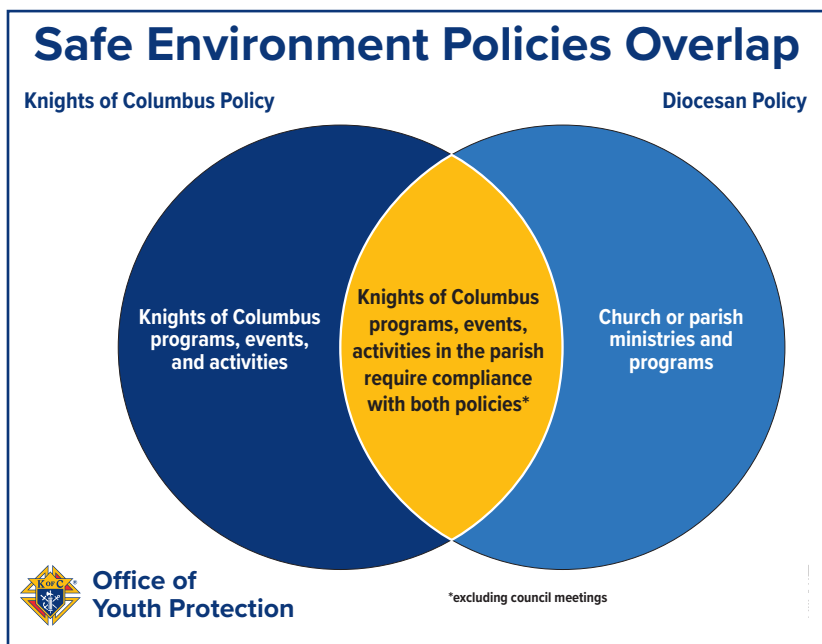 Safe Environment Policies Overlap
Knights of Columbus Policy
Diocesan Policy
Knights of Columbus
programs, events,
and activities
Knights of Columbus
programs, events,
activities in the parish
require compliance
with both policies*
Church or parish
ministries and
programs
K OF C
®
Office of
Youth Protection
*excluding council meetings